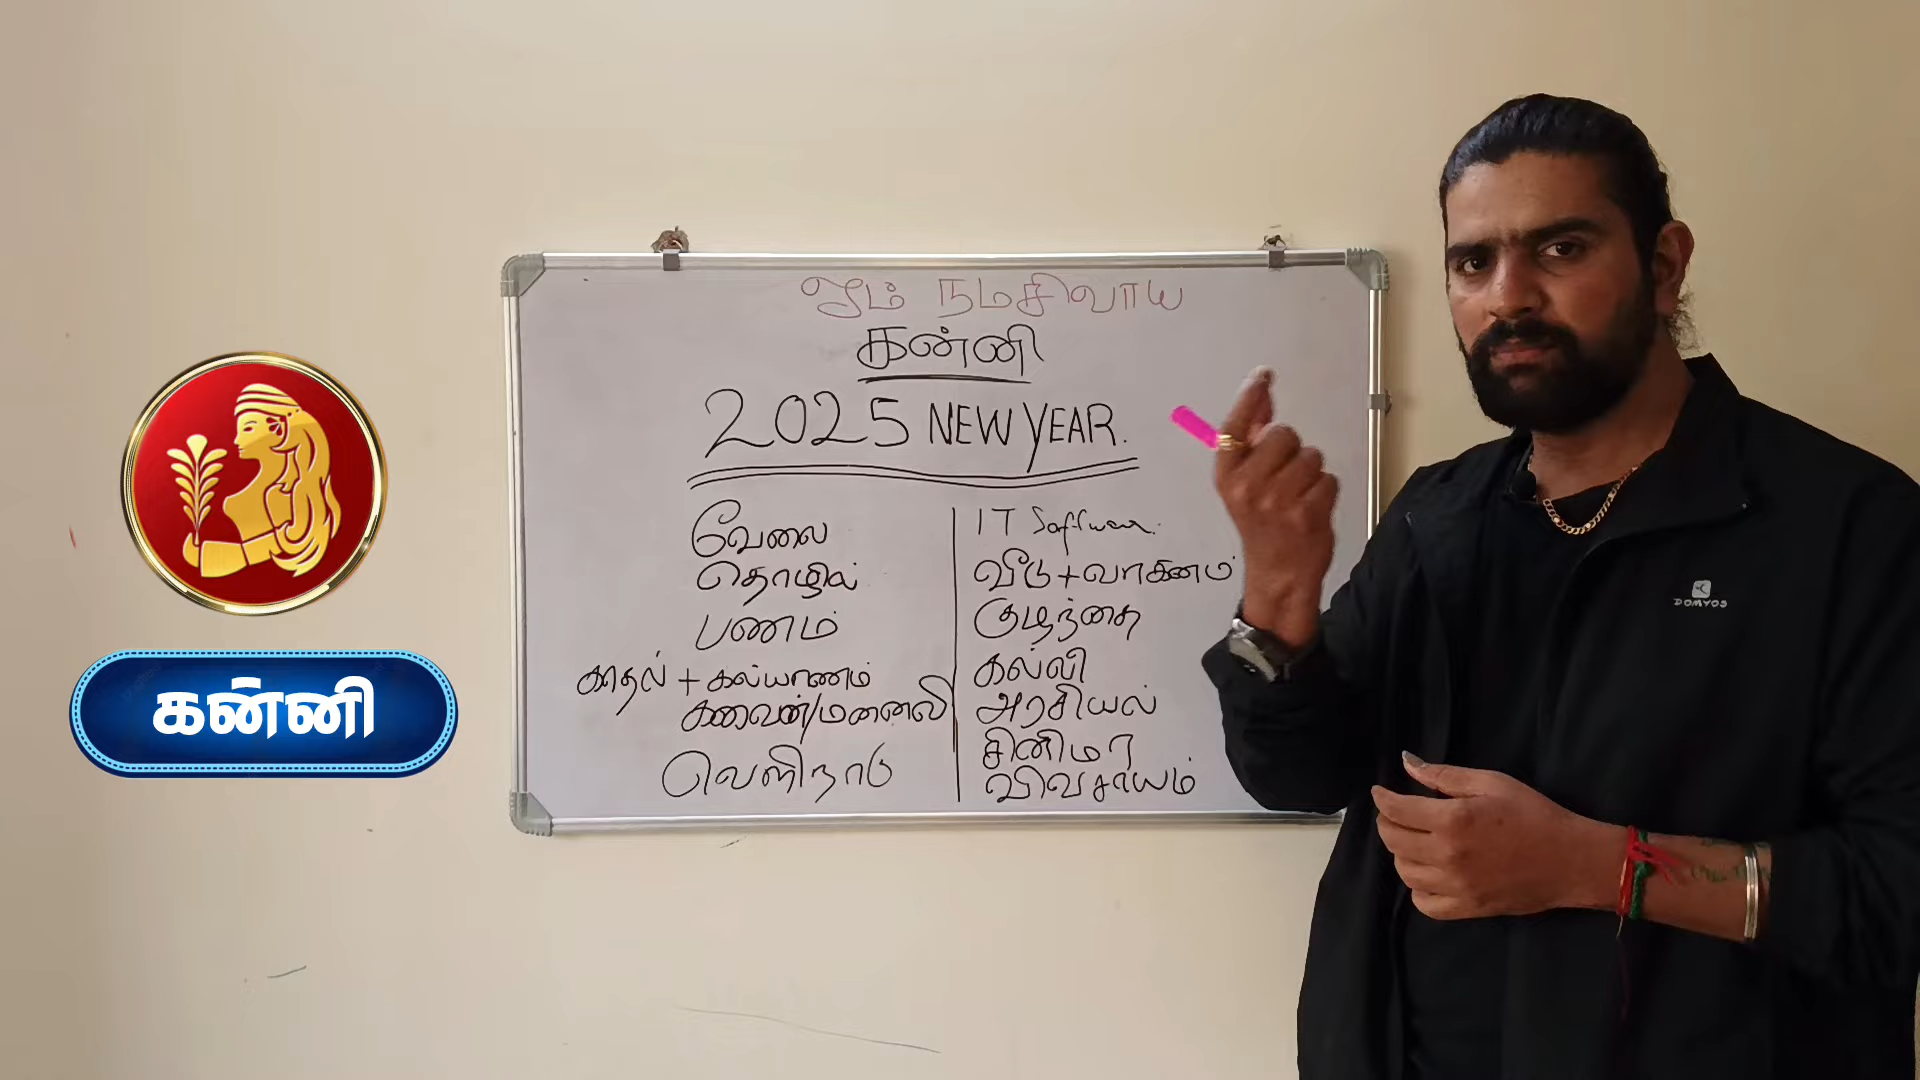 ஓம் நமசிவாய
கன்னி
2025 NEW YEAR.
வேலை
தொழில்
பணம்
காதல் + கல்யாணம்
கணவன்/மனைவி
வெளிநாடு
IT Software.
வீடு + வாகனம்
குழந்தை
கல்வி
அரசியல்
சினிமா
விவசாயம்
கன்னி
DOMYOS